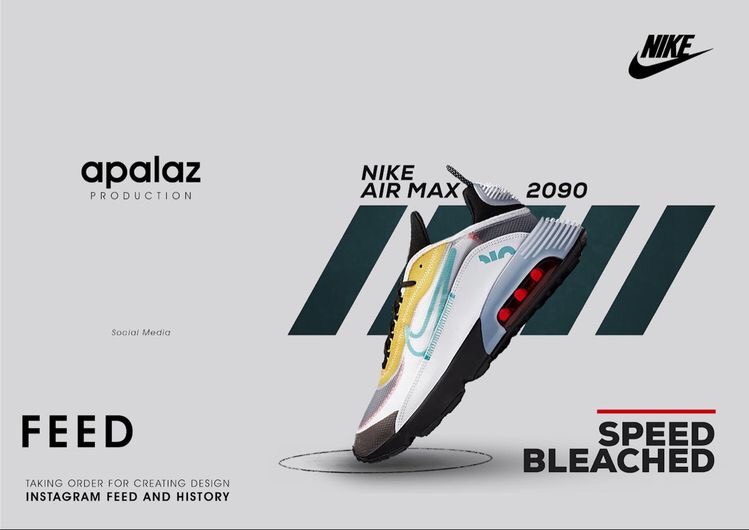 NIKE
apalaz
PRODUCTION
NIKE
AIR MAX 2090
Social Media
FEED
TAKING ORDER FOR CREATING DESIGN
INSTAGRAM FEED AND HISTORY
SPEED
BLEACHED